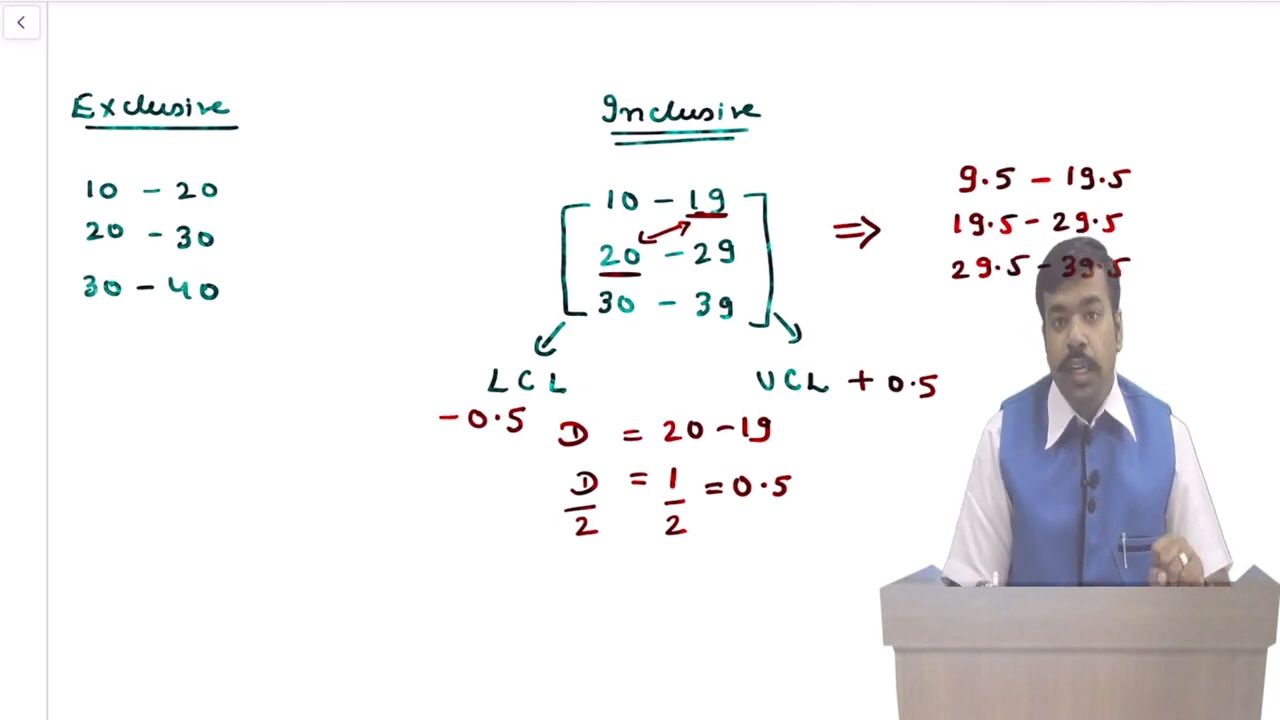 Exclusive
10 - 20
20 - 30
30 - 40
Inclusive
10 - 19
20 - 29
30 - 39
⇒
9.5 - 19.5
19.5 - 29.5
29.5 - 39.5
LCL
- 0.5
UCL + 0.5
D = 20 - 19
D/2 = 1/2 = 0.5